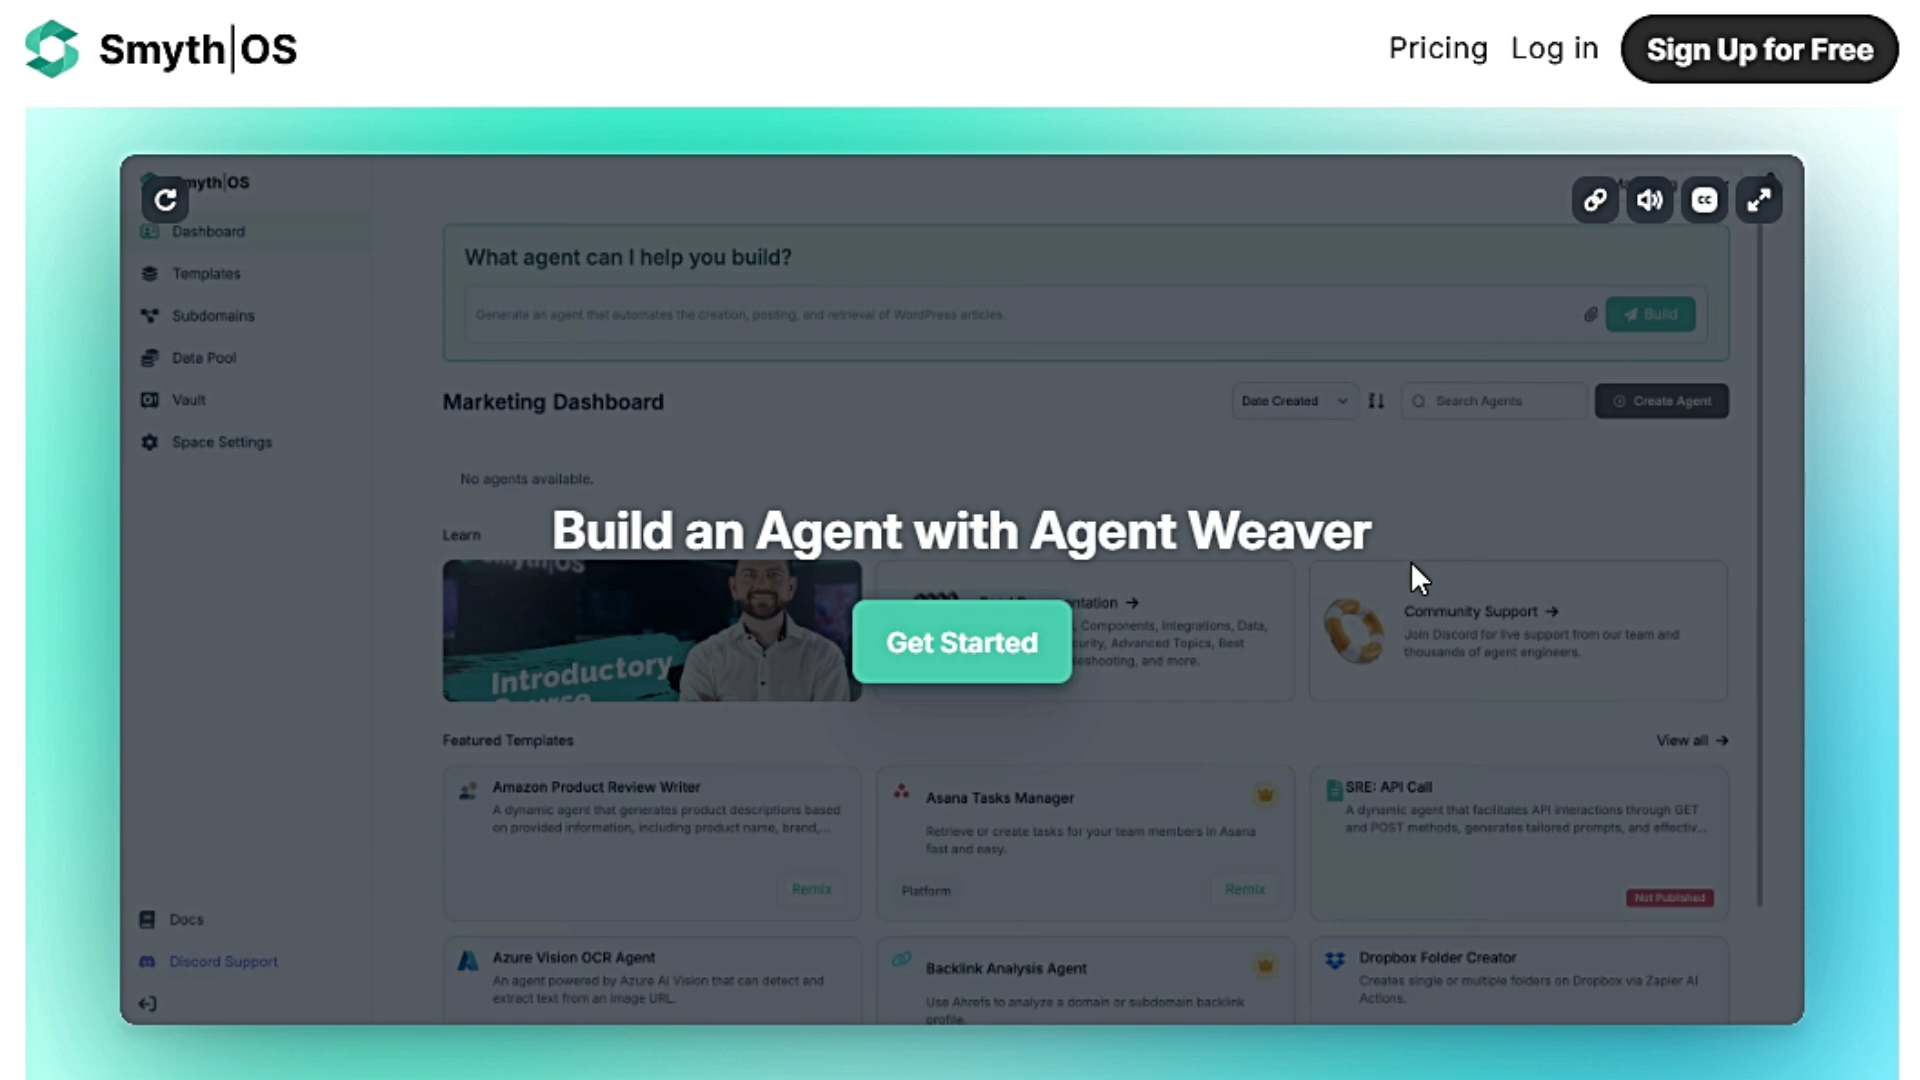 Smyth|OS
Pricing
Log in
Sign Up for Free
myth|OS
CC
Dashboard
Templates
Subdomains
Data Pool
Vault
Space Settings
What agent can I help you build?
Generate an agent that automates the creation, posting, and retrieval of WordPress articles.
Build
Marketing Dashboard
Date Created
Search Agents
Create Agent
No agents available.
Build an Agent with Agent Weaver
Learn
Introductory
Course
Get Started
Components, Integrations, Data,
Advanced Topics, Best
and more.
Community Support →
Join Discord for live support from our team and
thousands of agent engineers.
Featured Templates
View all →
Amazon Product Review Writer
A dynamic agent that generates product descriptions based
on provided information, including product name, brand,...
Remix
Asana Tasks Manager
Retrieve or create tasks for your team members in Asana
fast and easy.
Platform
Remix
SRE: API Call
A dynamic agent that facilitates API interactions through GET
and POST methods, generates tailored prompts, and effectiv...
Not Published
Azure Vision OCR Agent
An agent powered by Azure AI Vision that can detect and
extract text from an image URL.
Backlink Analysis Agent
Use Ahrefs to analyze a domain or subdomain backlink
profile.
Dropbox Folder Creator
Creates single or multiple folders on Dropbox via Zapier AI
Actions.
Docs
Discord Support